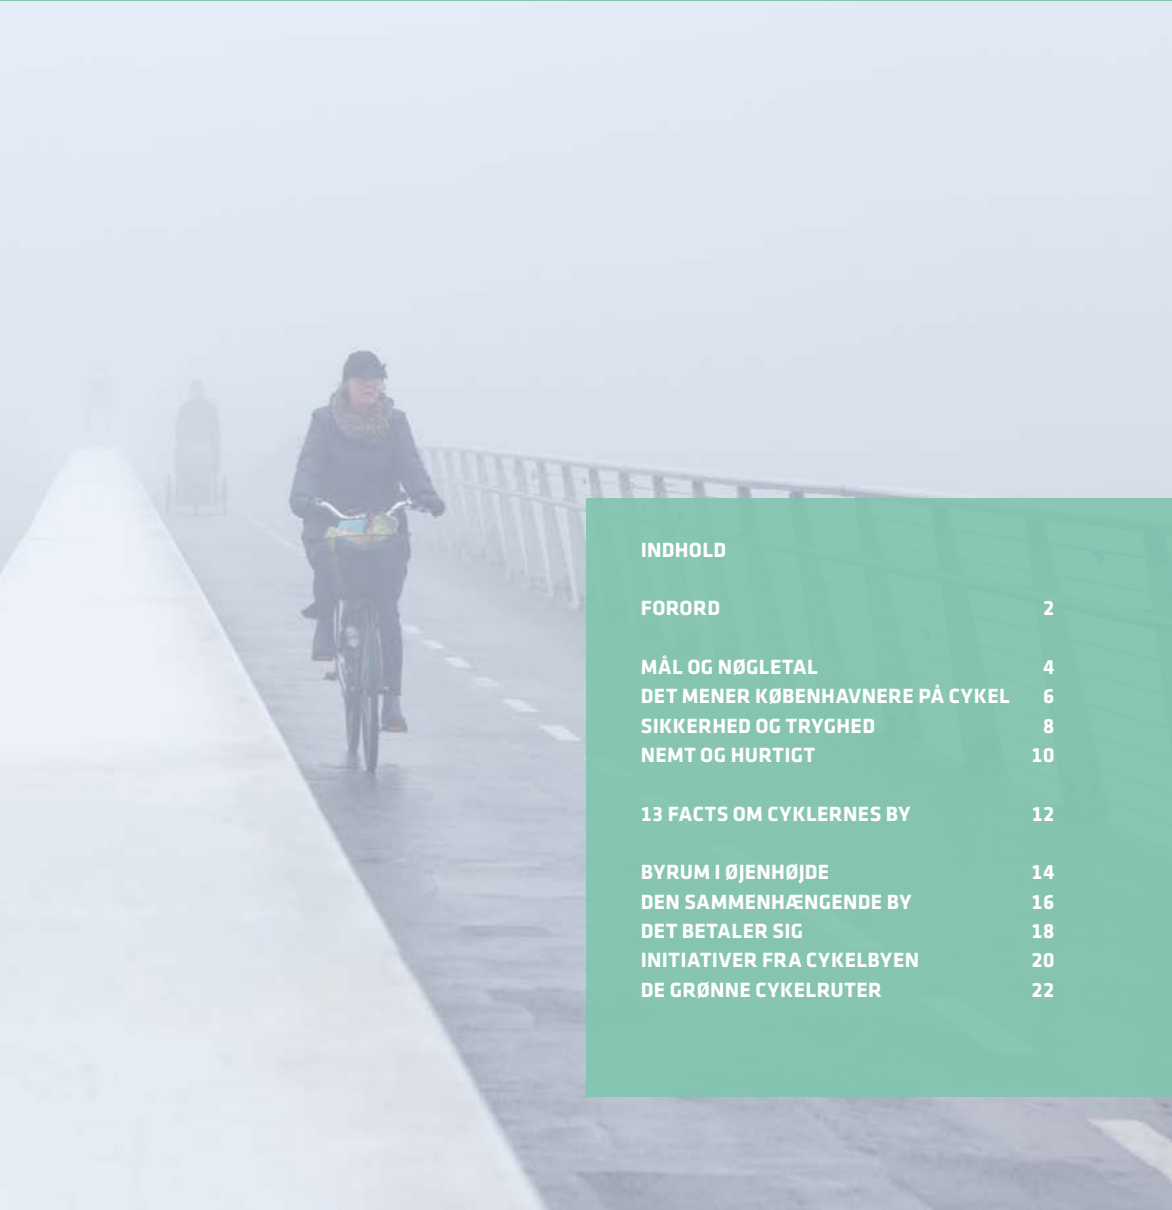 INDHOLD
FORORD 2
MÅL OG NØGLETAL 4
DET MENER KØBENHAVNERE PÅ CYKEL 6
SIKKERHED OG TRYGHED 8
NEMT OG HURTIGT 10
13 FACTS OM CYKLERNES BY 12
BYRUM I ØJENHØJDE 14
DEN SAMMENHÆNGENDE BY 16
DET BETALER SIG 18
INITIATIVER FRA CYKELBYEN 20
DE GRØNNE CYKELRUTER 22